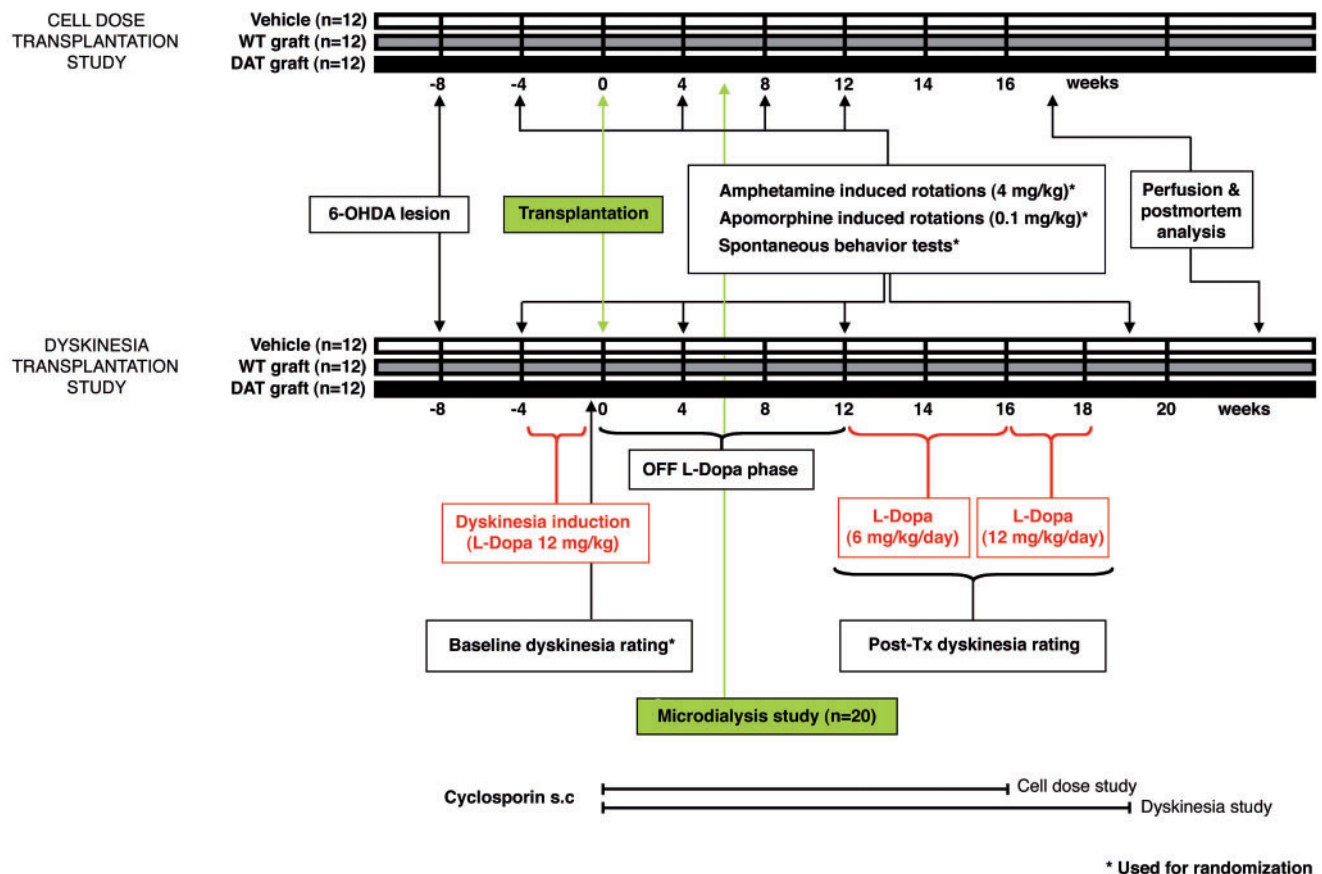 CELL DOSE
TRANSPLANTATION
STUDY
Vehicle (n=12)
WT graft (n=12)
DAT graft (n=12)
-8 -4 0 4 8 12 14 16 weeks
6-OHDA lesion
Transplantation
Amphetamine induced rotations (4 mg/kg)*
Apomorphine induced rotations (0.1 mg/kg)*
Spontaneous behavior tests*
Perfusion &
postmortem
analysis
DYSKINESIA
TRANSPLANTATION
STUDY
Vehicle (n=12)
WT graft (n=12)
DAT graft (n=12)
-8 -4 0 4 8 12 14 16 18 20 weeks
OFF L-Dopa phase
Dyskinesia induction
(L-Dopa 12 mg/kg)
L-Dopa
(6 mg/kg/day)
L-Dopa
(12 mg/kg/day)
Baseline dyskinesia rating*
Post-Tx dyskinesia rating
Microdialysis study (n=20)
Cyclosporin s.c
Cell dose study
Dyskinesia study
* Used for randomization